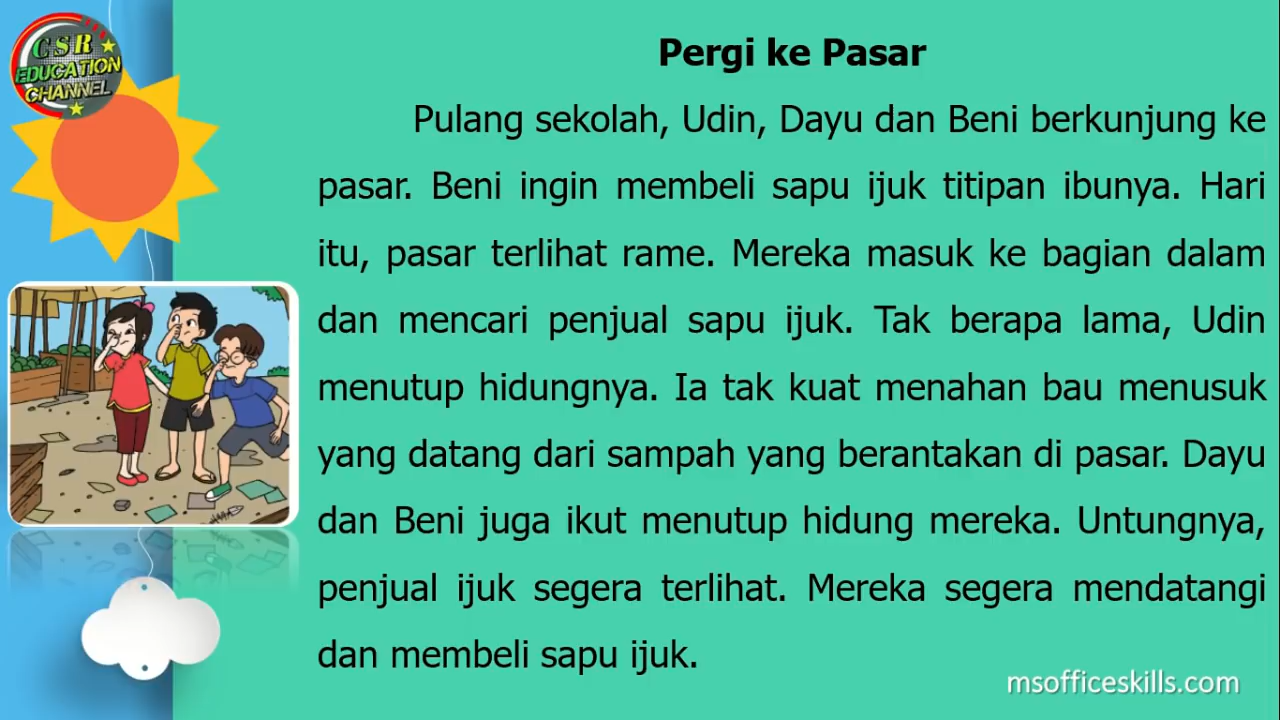 CSR
EDUCATION
CHANNEL
Pergi ke Pasar
Pulang sekolah, Udin, Dayu dan Beni berkunjung ke
pasar. Beni ingin membeli sapu ijuk titipan ibunya. Hari
itu, pasar terlihat rame. Mereka masuk ke bagian dalam
dan mencari penjual sapu ijuk. Tak berapa lama, Udin
menutup hidungnya. Ia tak kuat menahan bau menusuk
yang datang dari sampah yang berantakan di pasar. Dayu
dan Beni juga ikut menutup hidung mereka. Untungnya,
penjual ijuk segera terlihat. Mereka segera mendatangi
dan membeli sapu ijuk.
msofficeskills.com